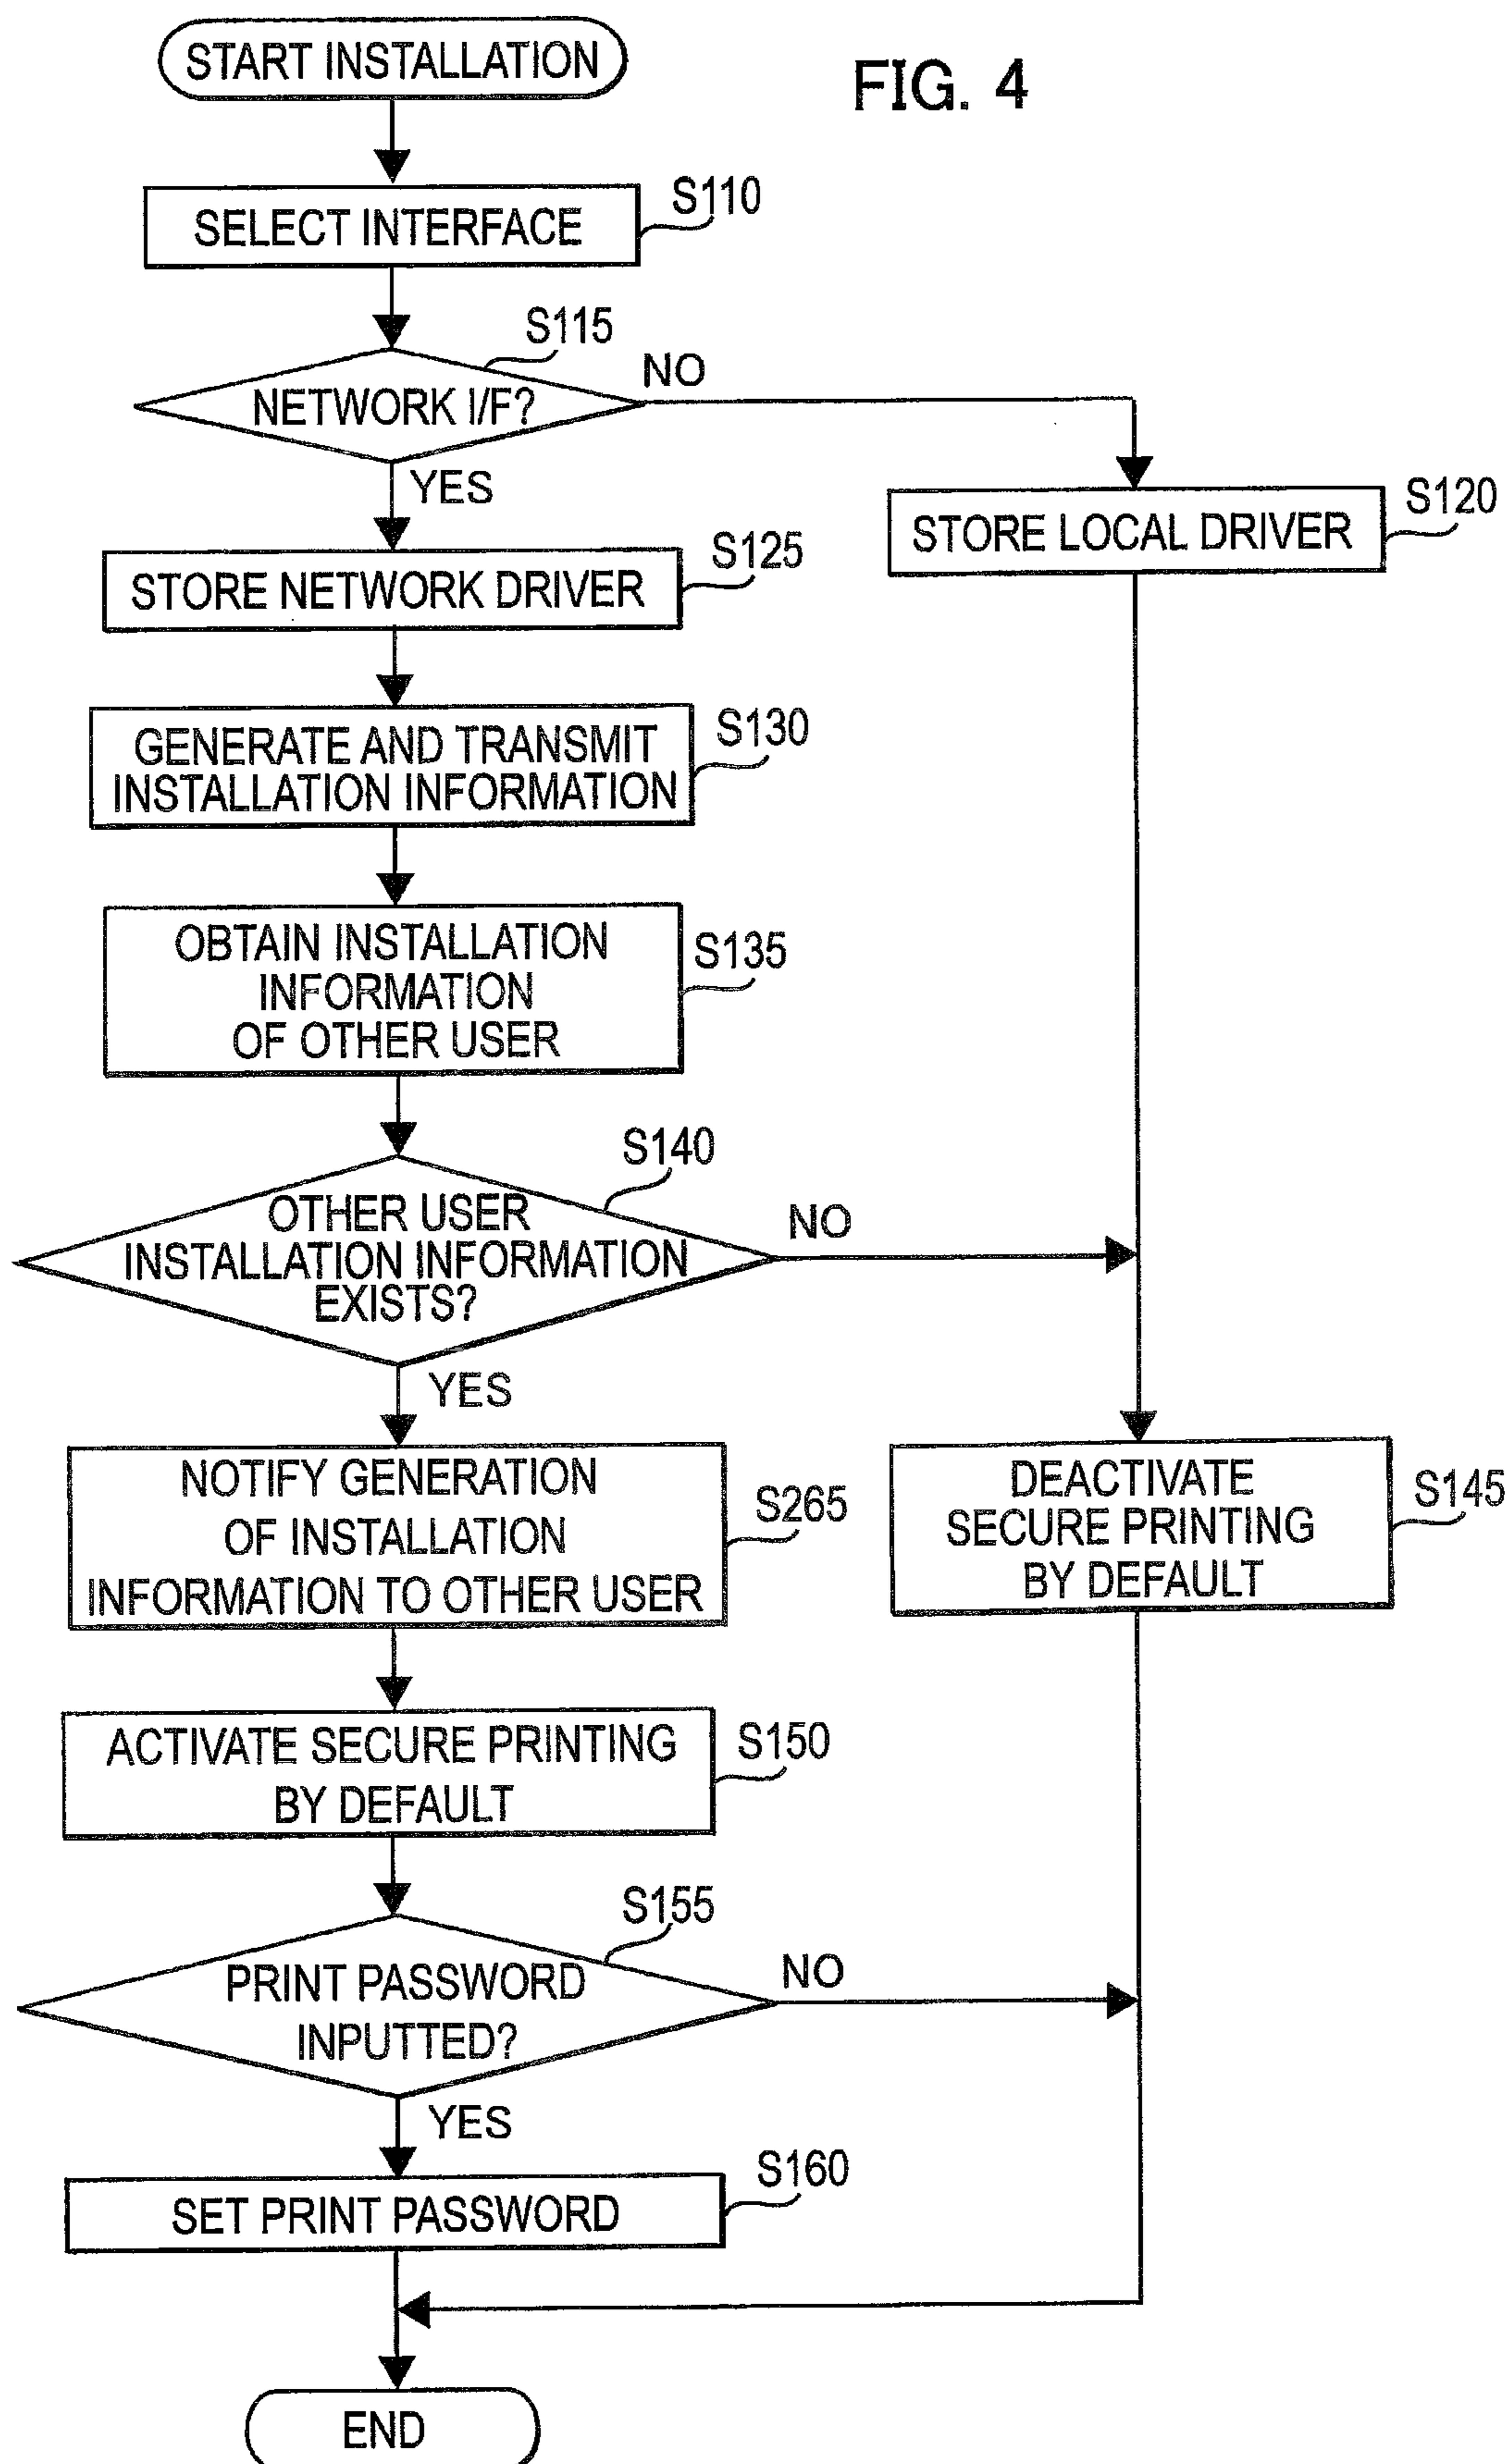 START INSTALLATION
FIG. 4
S110
SELECT INTERFACE
S115
NO
NETWORK I/F?
YES
S120
STORE LOCAL DRIVER
S125
STORE NETWORK DRIVER
S130
GENERATE AND TRANSMIT
INSTALLATION INFORMATION
S135
OBTAIN INSTALLATION
INFORMATION
OF OTHER USER
S140
OTHER USER
INSTALLATION INFORMATION
EXISTS?
NO
YES
NOTIFY GENERATION
OF INSTALLATION
INFORMATION TO OTHER USER
S265
DEACTIVATE
SECURE PRINTING
BY DEFAULT
S145
ACTIVATE SECURE PRINTING
BY DEFAULT
S150
S155
PRINT PASSWORD
INPUTTED?
NO
YES
S160
SET PRINT PASSWORD
END